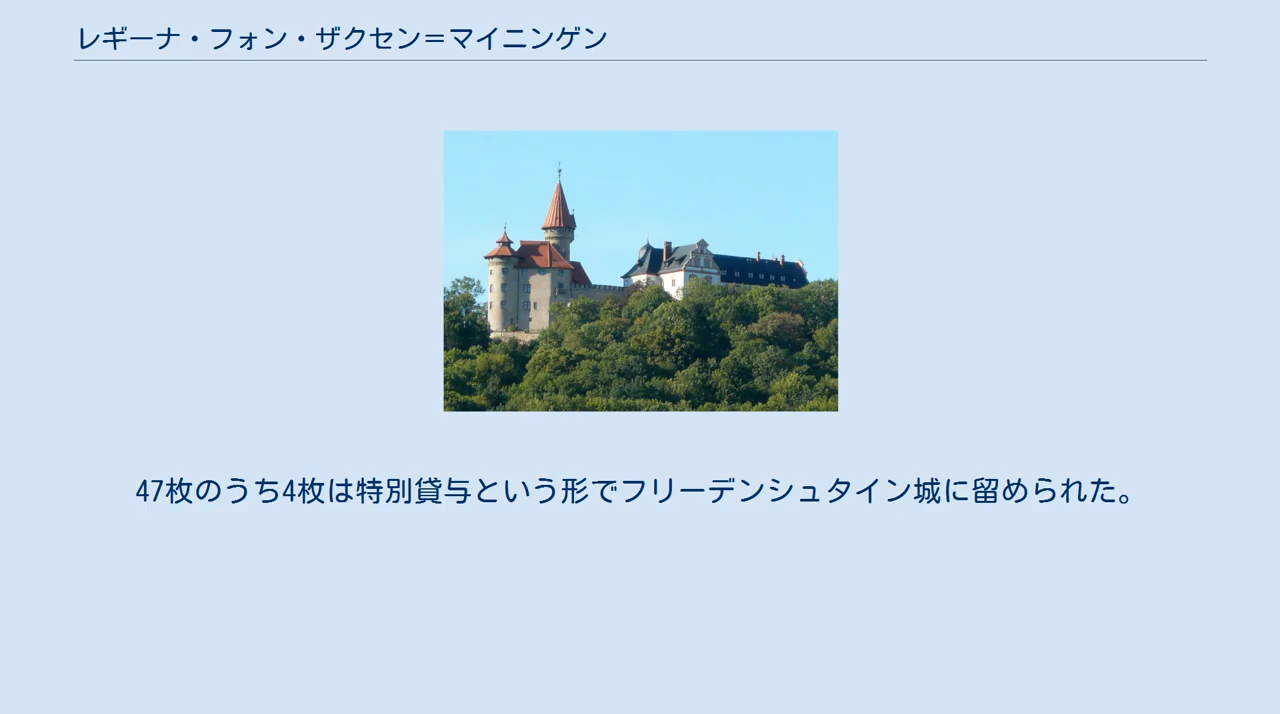 レギーナ・フォン・ザクセン＝マイニンゲン
47枚のうち4枚は特別貸与という形でフリーデンシュタイン城に留められた。